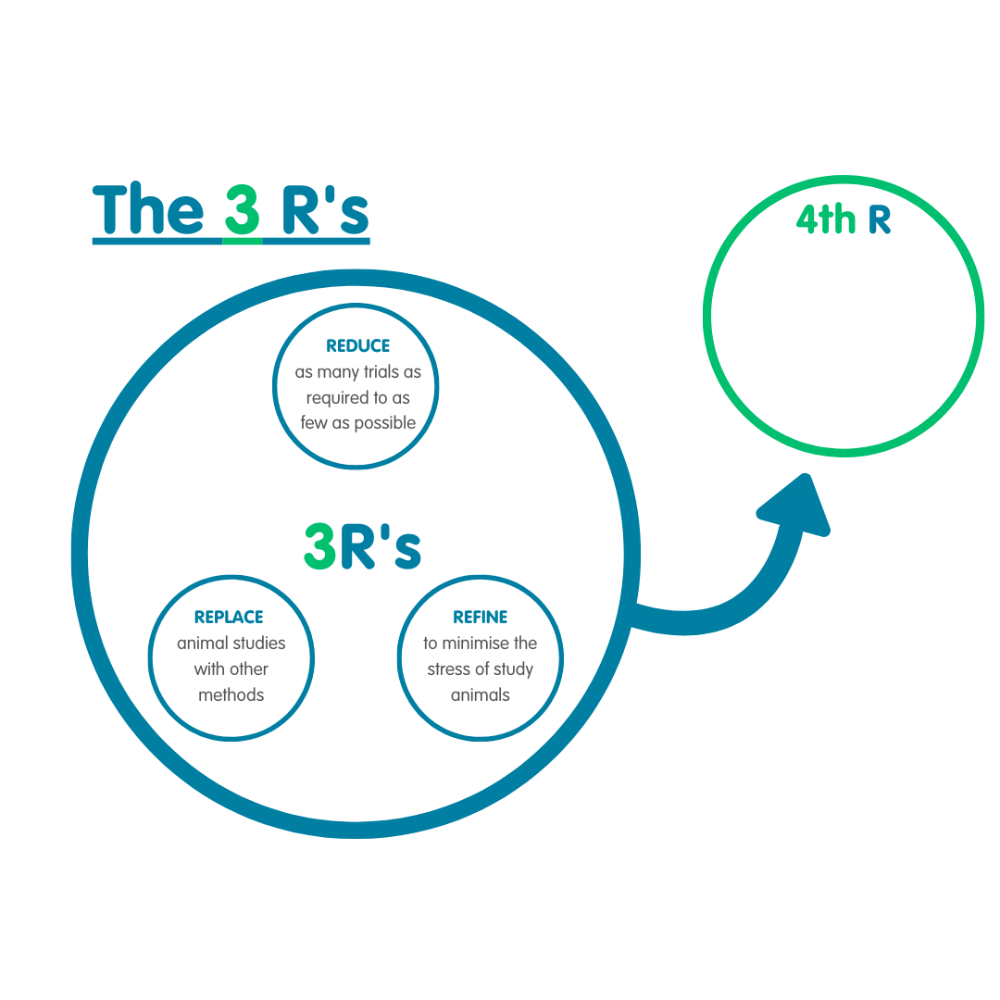 The 3 R's
4th R
REDUCE
as many trials as
required to as
few as possible
3R's
REPLACE
animal studies
with other
methods
REFINE
to minimise the
stress of study
animals